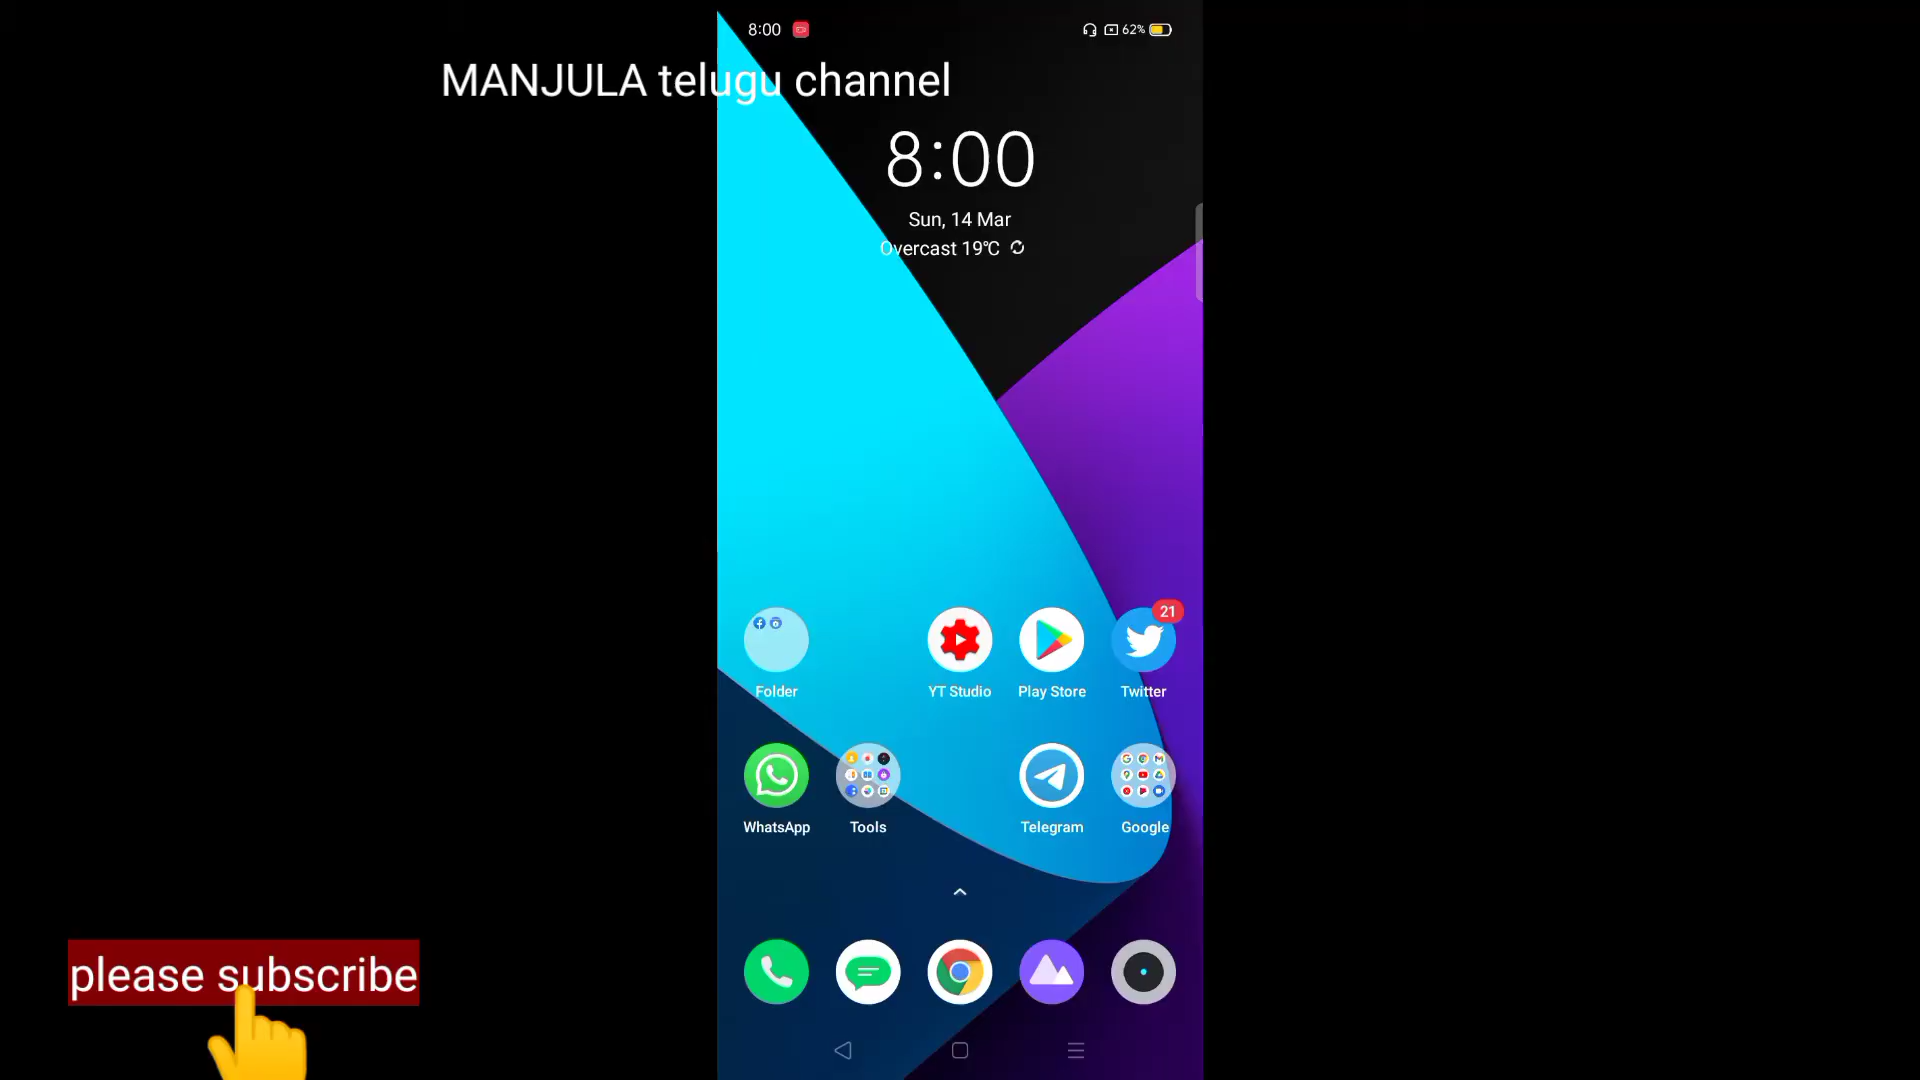 8:00
62%
MANJULA telugu channel
8:00
Sun, 14 Mar
Overcast 19°C
21
Folder
YT Studio
Play Store
Twitter
WhatsApp
Tools
Telegram
Google
please subscribe